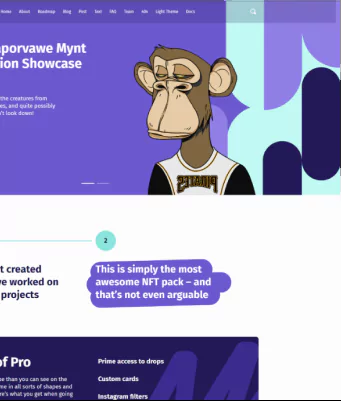 Home About Roadmap Blog Post Text FAQ Team n4n Light Theme Docs
aporvawe Mynt
ion Showcase
the creatures from
es, and quite possibly
't look down!
2
t created
ve worked on
projects
This is simply the most
awesome NFT pack – and
that's not even arguable
of Pro
e than you can see on the
me in all sorts of shapes and
re's what you get when going
Prime access to drops
Custom cards
Instagram filters